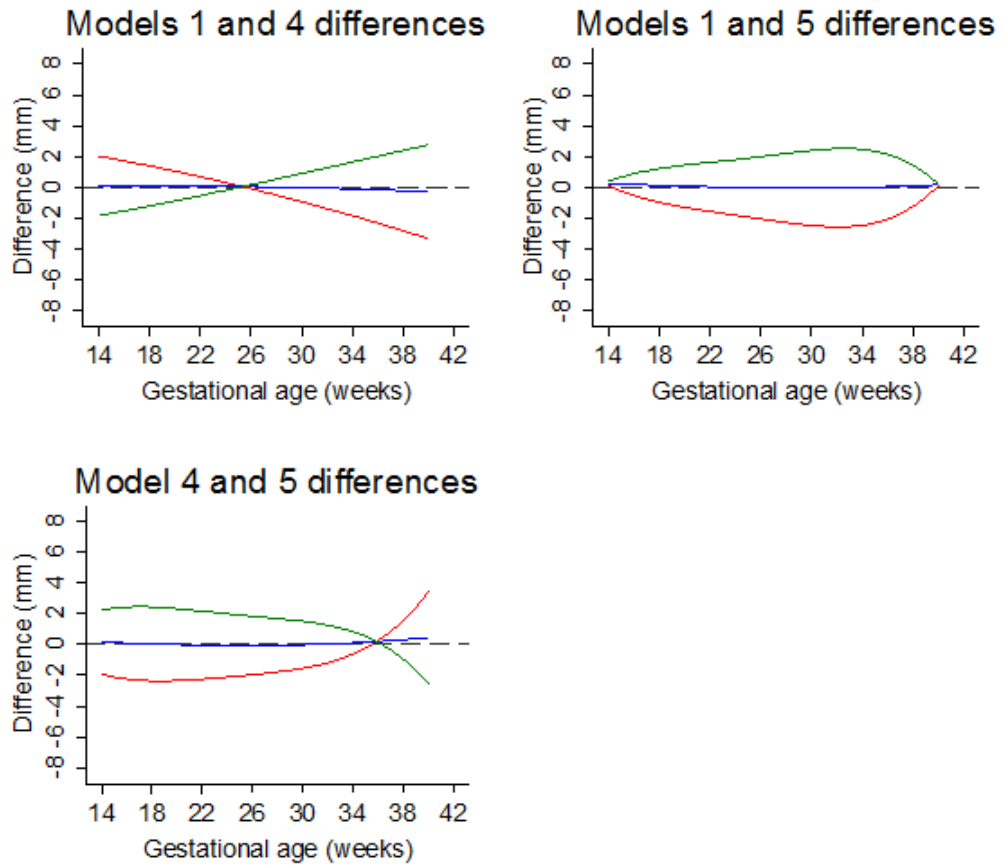 Models 1 and 4 differences
8
6
4
2
0
-2
-4
-6
-8
Difference (mm)
14 18 22 26 30 34 38 42
Gestational age (weeks)
Models 1 and 5 differences
8
6
4
2
0
-2
-4
-6
-8
Difference (mm)
14 18 22 26 30 34 38 42
Gestational age (weeks)
Model 4 and 5 differences
8
6
4
2
0
-2
-4
-6
-8
Difference (mm)
14 18 22 26 30 34 38 42
Gestational age (weeks)